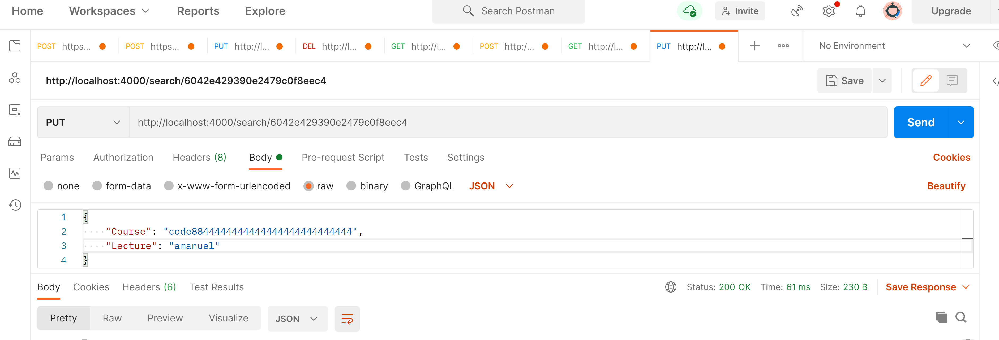 Home Workspaces Reports Explore Search Postman Invite Upgrade
POST https... POST https... PUT http://l... DEL http://l... GET http://l... POST http:/... GET http://l... PUT http://l... No Environment
http://localhost:4000/search/6042e429390e2479c0f8eec4 Save
PUT http://localhost:4000/search/6042e429390e2479c0f8eec4 Send
Params Authorization Headers (8) Body Pre-request Script Tests Settings Cookies
none form-data x-www-form-urlencoded raw binary GraphQL JSON Beautify
1 {
2 "Course": "code88444444444444444444444444444",
3 "Lecture": "amanuel"
4 }
Body Cookies Headers (6) Test Results Status: 200 OK Time: 61 ms Size: 230 B Save Response
Pretty Raw Preview Visualize JSON